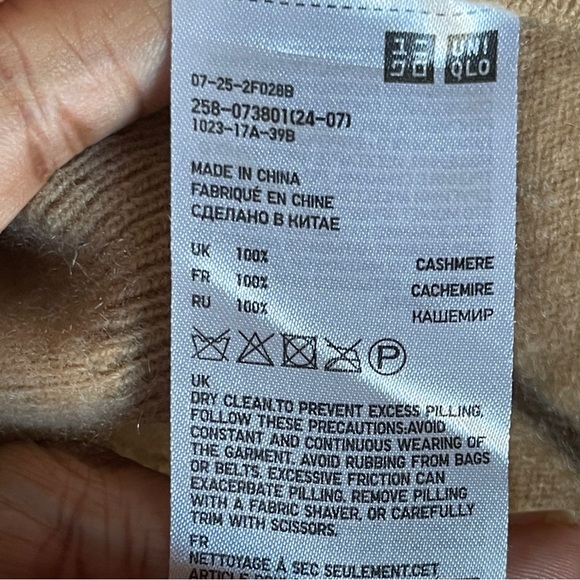 ユニ
クロ
UNI
QLO
07-25-2F028B
258-073801(24-07)
1023-17A-39B
MADE IN CHINA
FABRIQUÉ EN CHINE
СДЕЛАНО В КИТАЕ
UK 100% CASHMERE
FR 100% CACHEMIRE
RU 100% КАШЕМИР
P
UK
DRY CLEAN.TO PREVENT EXCESS PILLING,
FOLLOW THESE PRECAUTIONS:AVOID
CONSTANT AND CONTINUOUS WEARING OF
THE GARMENT. AVOID RUBBING FROM BAGS
OR BELTS. EXCESSIVE FRICTION CAN
EXACERBATE PILLING. REMOVE PILLING
WITH A FABRIC SHAVER, OR CAREFULLY
TRIM WITH SCISSORS.
FR
NETTOYAGE À SEC SEULEMENT.CET
ARTICLE